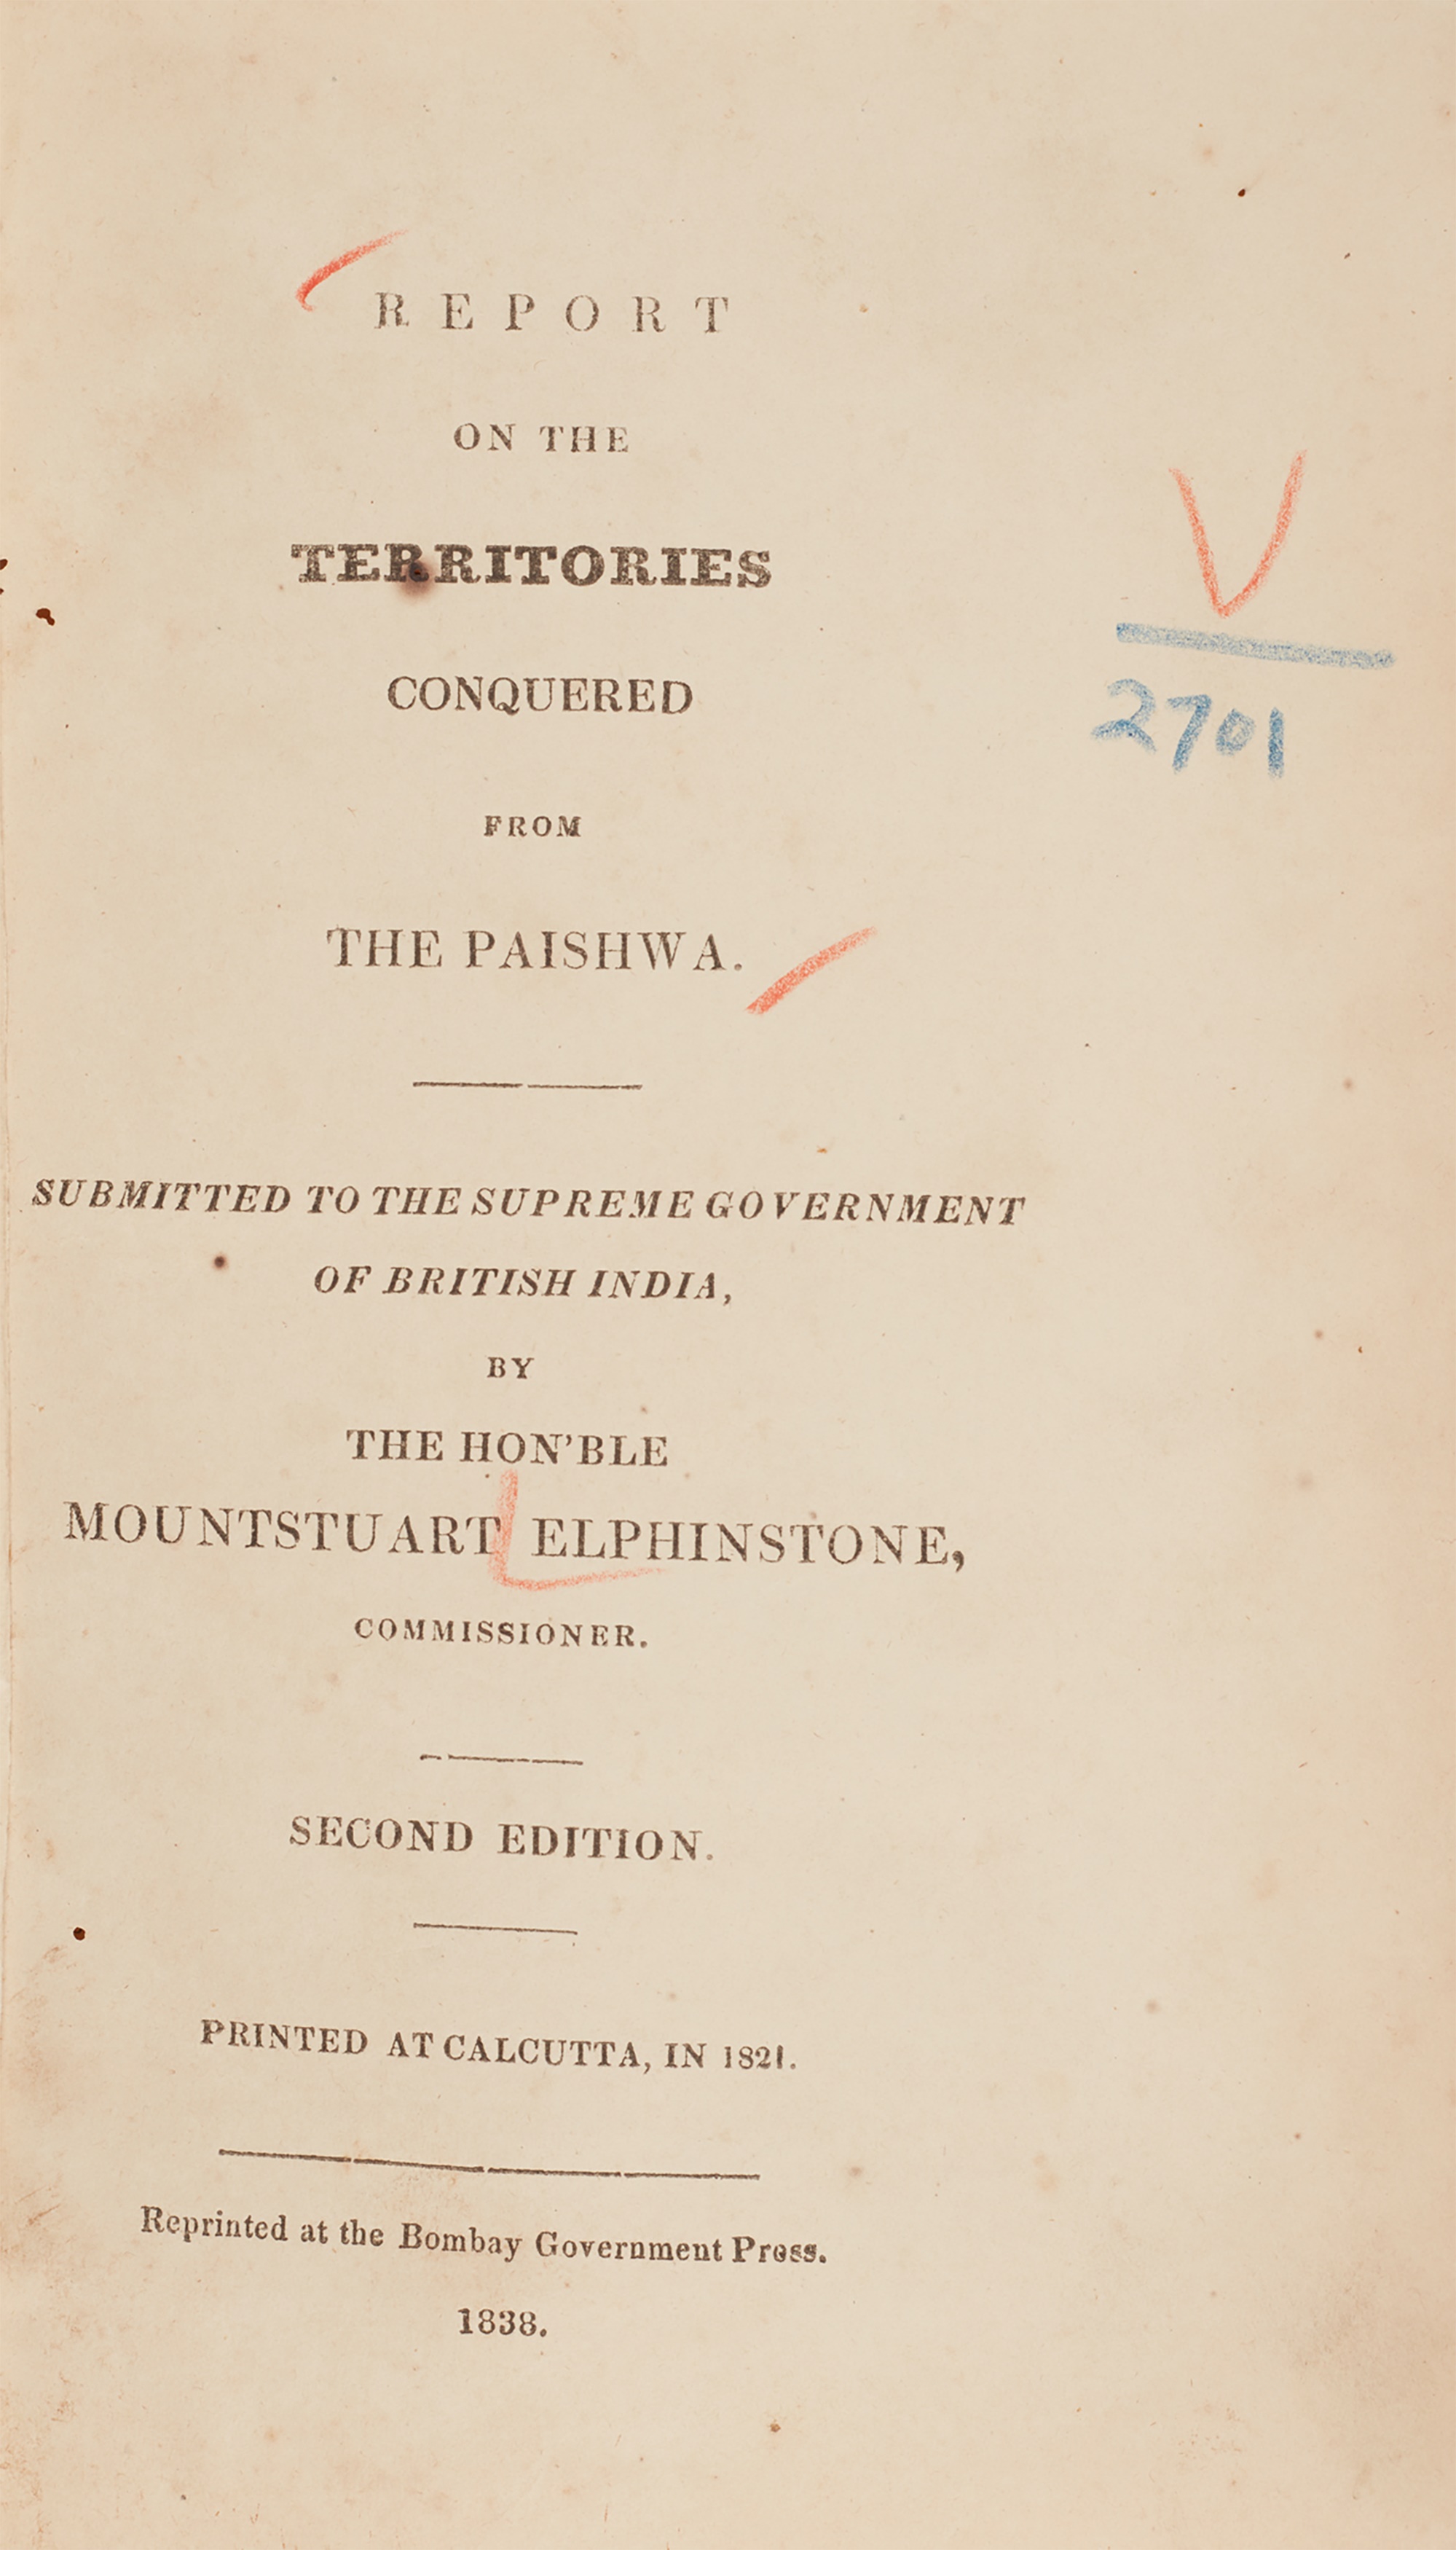 REPORT
ON THE
TERRITORIES
CONQUERED
FROM
THE PAISHWA.
V
2701
SUBMITTED TO THE SUPREME GOVERNMENT
OF BRITISH INDIA,
BY
THE HON'BLE
MOUNTSTUART ELPHINSTONE,
COMMISSIONER.
SECOND EDITION.
PRINTED AT CALCUTTA, IN 1821.
Reprinted at the Bombay Government Press.
1838.